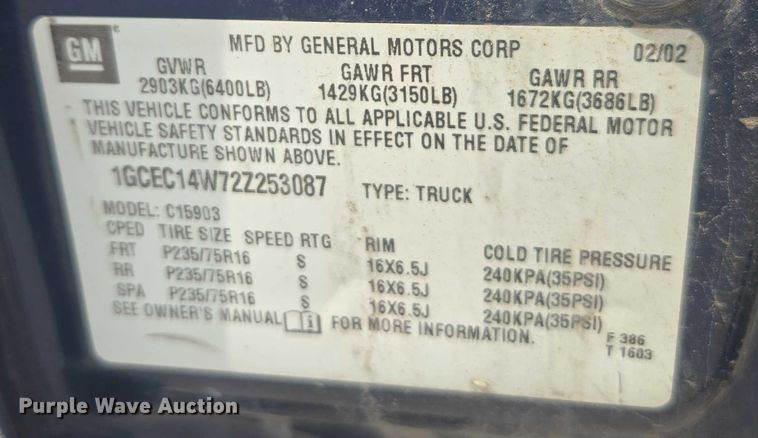 GM
MFD BY GENERAL MOTORS CORP 02/02
GVWR GAWR FRT GAWR RR
2903KG(6400LB) 1429KG(3150LB) 1672KG(3686LB)
THIS VEHICLE CONFORMS TO ALL APPLICABLE U.S. FEDERAL MOTOR
VEHICLE SAFETY STANDARDS IN EFFECT ON THE DATE OF
MANUFACTURE SHOWN ABOVE.
1GCEC14W72Z253087 TYPE: TRUCK
MODEL: C15903
CPED TIRE SIZE SPEED RTG RIM COLD TIRE PRESSURE
FRT P235/75R16 S 16X6.5J 240KPA(35PSI)
RR P235/75R16 S 16X6.5J 240KPA(35PSI)
SPA P235/75R16 S 16X6.5J 240KPA(35PSI)
SEE OWNER'S MANUAL i FOR MORE INFORMATION.
F 386
T 1603
Purple Wave Auction